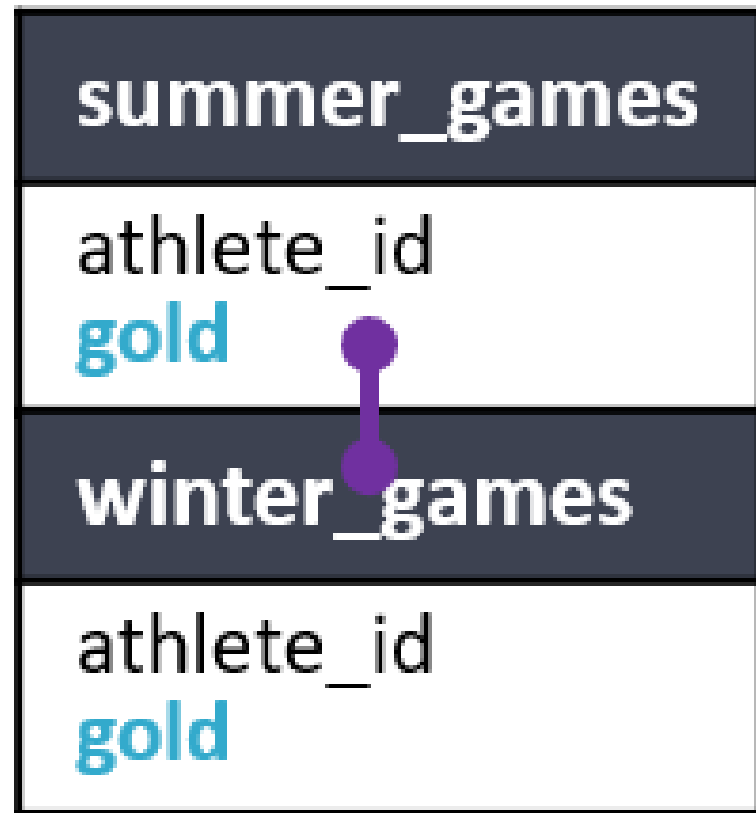 summer_games
athlete_id
gold
winter_games
athlete_id
gold